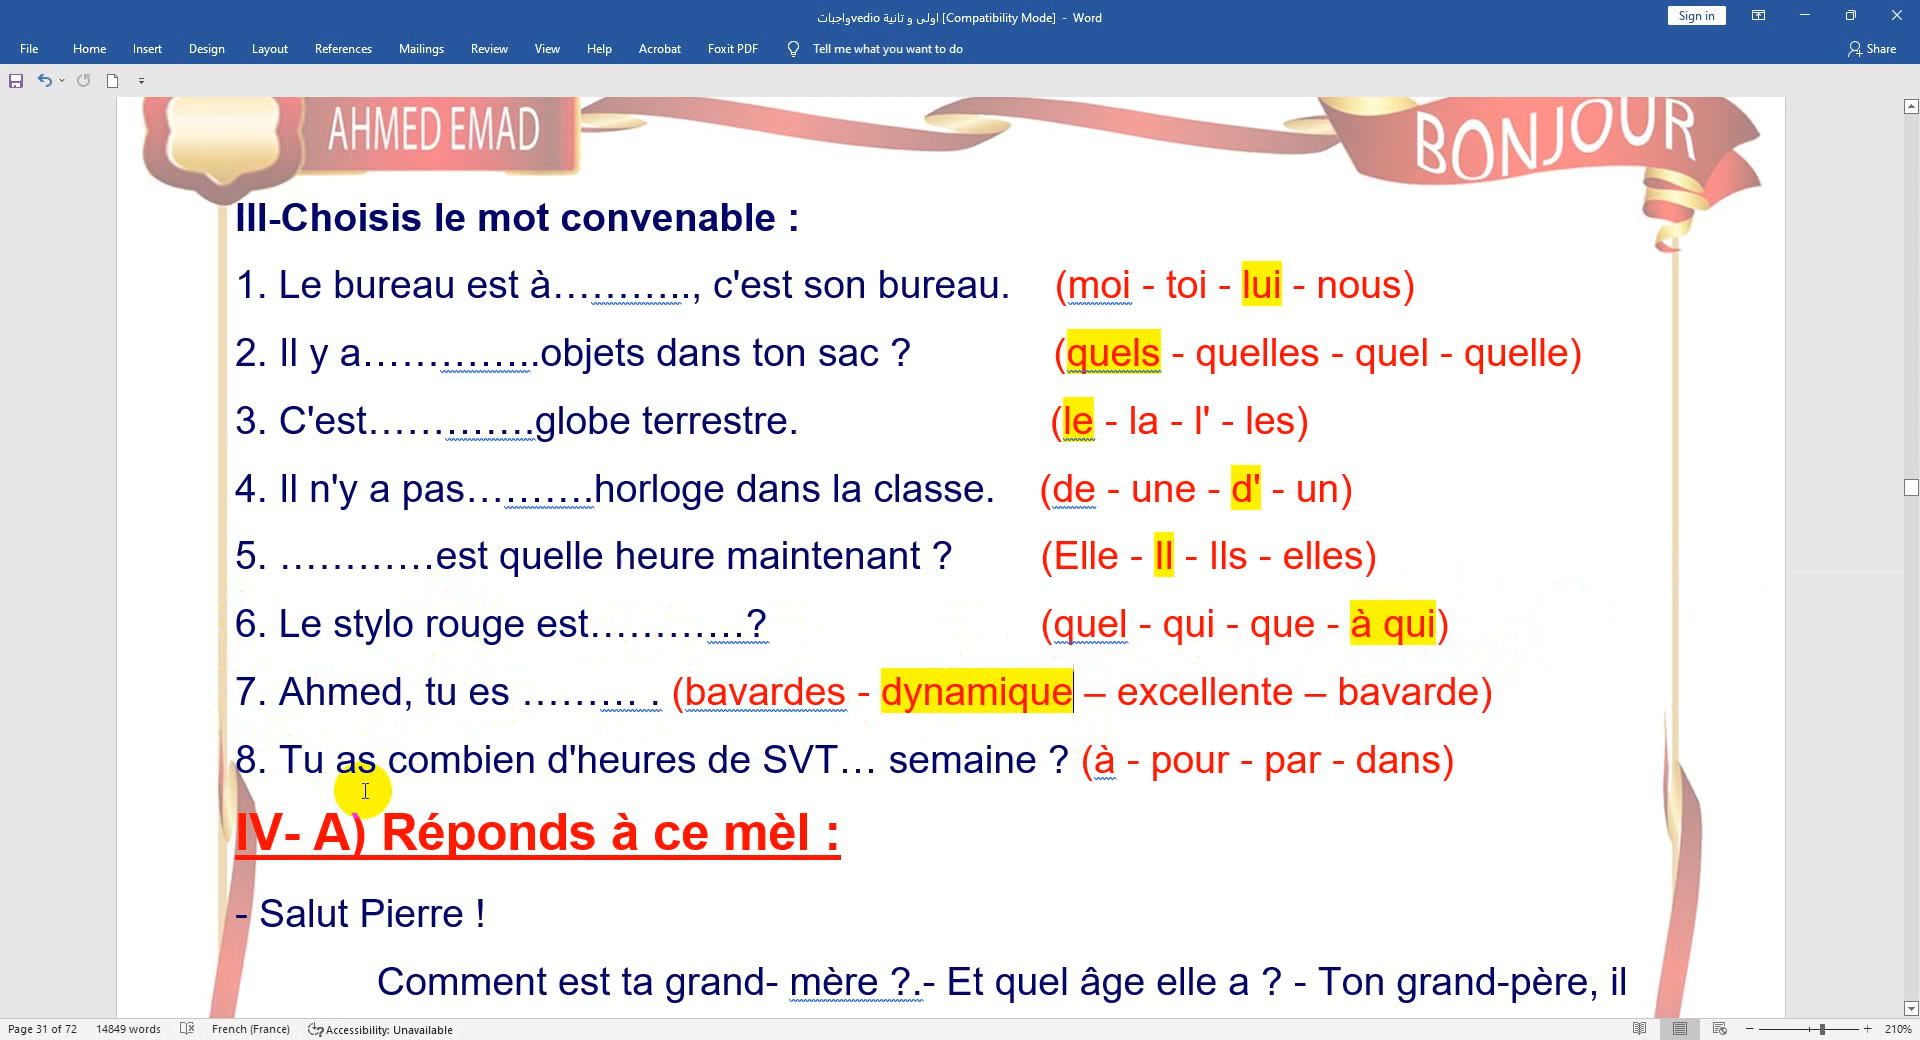 واجباتvedio اولى و ثانية [Compatibility Mode] - Word
Sign in
File Home Insert Design Layout References Mailings Review View Help Acrobat Foxit PDF Tell me what you want to do Share
AHMED EMAD
BONJOUR
III-Choisis le mot convenable :
1. Le bureau est à……….., c'est son bureau. (moi - toi - lui - nous)
2. Il y a…………..objets dans ton sac ? (quels - quelles - quel - quelle)
3. C'est………….globe terrestre. (le - la - l' - les)
4. Il n'y a pas……….horloge dans la classe. (de - une - d' - un)
5. …………est quelle heure maintenant ? (Elle - Il - Ils - elles)
6. Le stylo rouge est…………? (quel - qui - que - à qui)
7. Ahmed, tu es ……… . (bavardes - dynamique – excellente – bavarde)
8. Tu as combien d'heures de SVT… semaine ? (à - pour - par - dans)
IV- A) Réponds à ce mèl :
- Salut Pierre !
Comment est ta grand- mère ?.- Et quel âge elle a ? - Ton grand-père, il
Page 31 of 72 14849 words French (France) Accessibility: Unavailable 210%